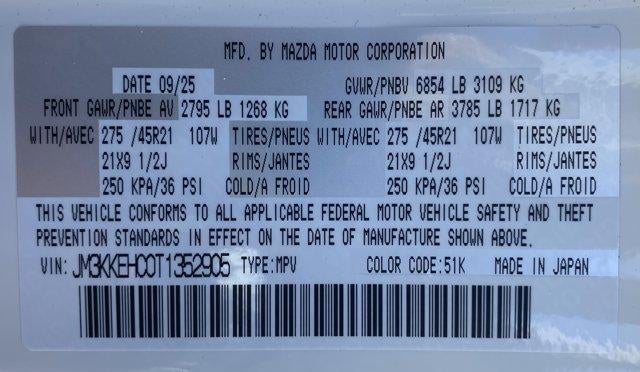 MFD. BY MAZDA MOTOR CORPORATION
DATE 09/25 GVWR/PNBV 6854 LB 3109 KG
FRONT GAWR/PNBE AV 2795 LB 1268 KG REAR GAWR/PNBE AR 3785 LB 1717 KG
WITH/AVEC 275 /45R21 107W TIRES/PNEUS WITH/AVEC 275 /45R21 107W TIRES/PNEUS
21X9 1/2J RIMS/JANTES 21X9 1/2J RIMS/JANTES
250 KPA/36 PSI COLD/A FROID 250 KPA/36 PSI COLD/A FROID
THIS VEHICLE CONFORMS TO ALL APPLICABLE FEDERAL MOTOR VEHICLE SAFETY AND THEFT
PREVENTION STANDARDS IN EFFECT ON THE DATE OF MANUFACTURE SHOWN ABOVE.
VIN: JM3KKEHC0T1352905 TYPE:MPV COLOR CODE:51K MADE IN JAPAN